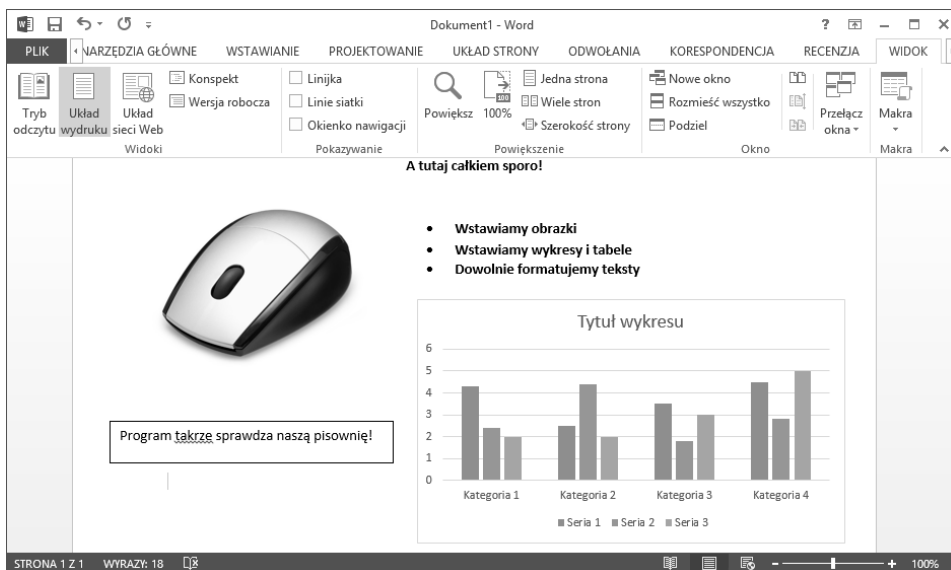 Dokument1 - Word
?
PLIK NARZĘDZIA GŁÓWNE WSTAWIANIE PROJEKTOWANIE UKŁAD STRONY ODWOŁANIA KORESPONDENCJA RECENZJA WIDOK
Tryb odczytu
Układ wydruku
Układ sieci Web
Konspekt
Wersja robocza
Widoki
Linijka
Linie siatki
Okienko nawigacji
Pokazywanie
Powiększ
100%
Jedna strona
Wiele stron
Szerokość strony
Powiększenie
Nowe okno
Rozmieść wszystko
Podziel
Przełącz okna
Okno
Makra
Makra
A tutaj całkiem sporo!
• Wstawiamy obrazki
• Wstawiamy wykresy i tabele
• Dowolnie formatujemy teksty
Program takrze sprawdza naszą pisownię!
Tytuł wykresu
6
5
4
3
2
1
0
Kategoria 1 Kategoria 2 Kategoria 3 Kategoria 4
Seria 1 Seria 2 Seria 3
STRONA 1 Z 1 WYRAZY: 18 100%